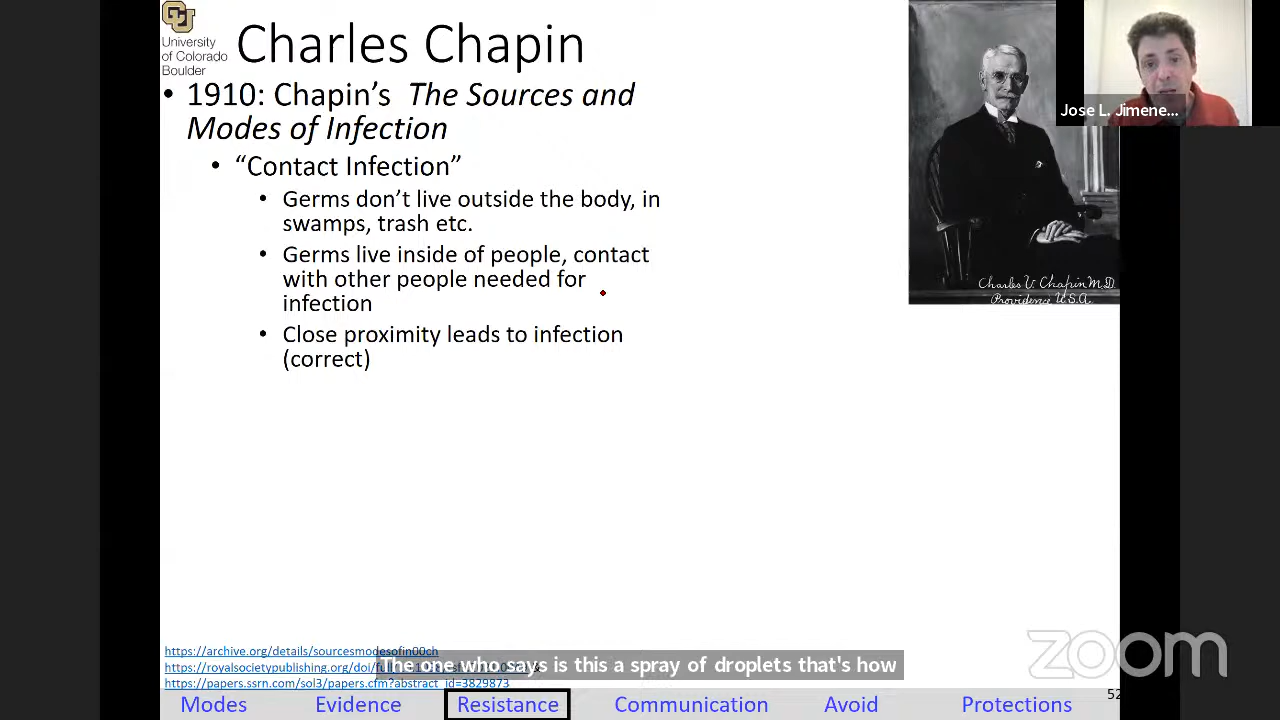 University
of Colorado
Boulder
Charles Chapin
• 1910: Chapin’s The Sources and
Modes of Infection
• “Contact Infection”
• Germs don’t live outside the body, in
swamps, trash etc.
• Germs live inside of people, contact
with other people needed for
infection
• Close proximity leads to infection
(correct)
Charles V. Chapin M.D.
Providence U.S.A.
Jose L. Jimene...
https://archive.org/details/sourcesmodesofin00ch
https://royalsocietypublishing.org/doi/
https://papers.ssrn.com/sol3/papers.cfm?abstract_id=3829873
The one who says is this a spray of droplets that's how
zoom
52
Modes Evidence Resistance Communication Avoid Protections